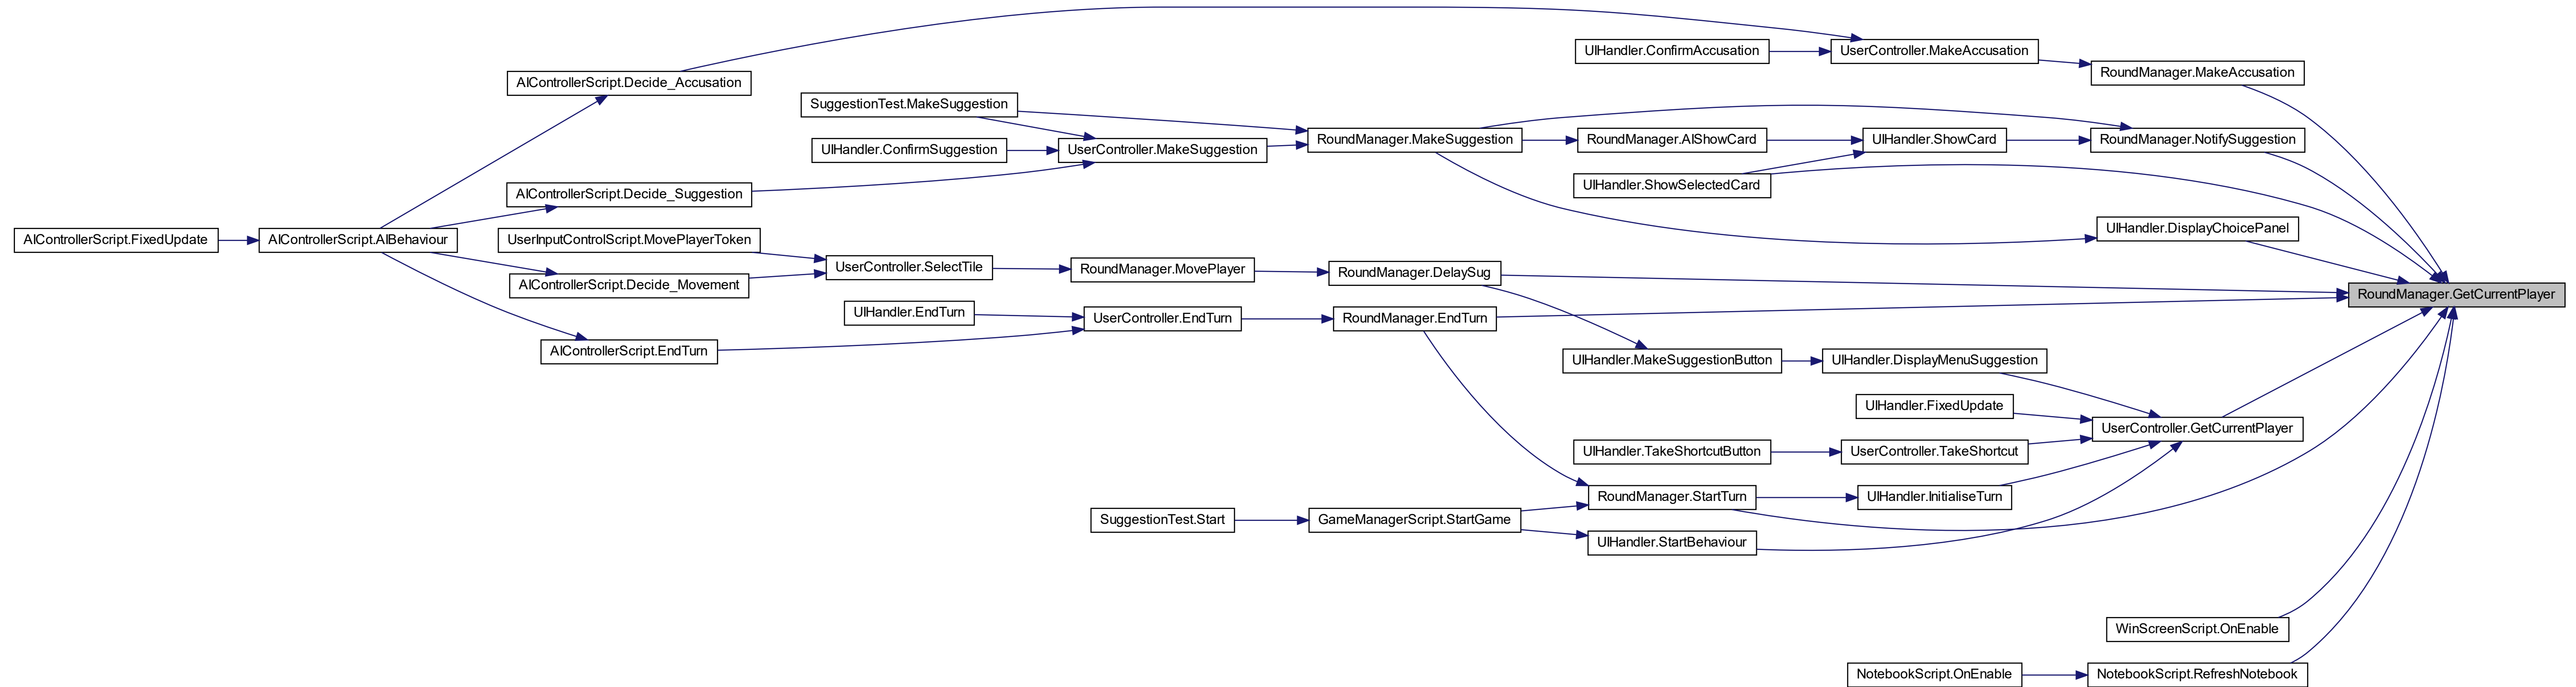 UIHandler.ConfirmAccusation
UserController.MakeAccusation
RoundManager.MakeAccusation
AIControllerScript.Decide_Accusation
SuggestionTest.MakeSuggestion
RoundManager.MakeSuggestion
RoundManager.AIShowCard
UIHandler.ShowCard
RoundManager.NotifySuggestion
UIHandler.ConfirmSuggestion
UserController.MakeSuggestion
UIHandler.ShowSelectedCard
AIControllerScript.Decide_Suggestion
UIHandler.DisplayChoicePanel
AIControllerScript.FixedUpdate
AIControllerScript.AIBehaviour
UserInputControlScript.MovePlayerToken
UserController.SelectTile
RoundManager.MovePlayer
RoundManager.DelaySug
AIControllerScript.Decide_Movement
RoundManager.GetCurrentPlayer
UIHandler.EndTurn
UserController.EndTurn
RoundManager.EndTurn
AIControllerScript.EndTurn
UIHandler.MakeSuggestionButton
UIHandler.DisplayMenuSuggestion
UIHandler.FixedUpdate
UserController.GetCurrentPlayer
UIHandler.TakeShortcutButton
UserController.TakeShortcut
RoundManager.StartTurn
UIHandler.InitialiseTurn
SuggestionTest.Start
GameManagerScript.StartGame
UIHandler.StartBehaviour
WinScreenScript.OnEnable
NotebookScript.OnEnable
NotebookScript.RefreshNotebook